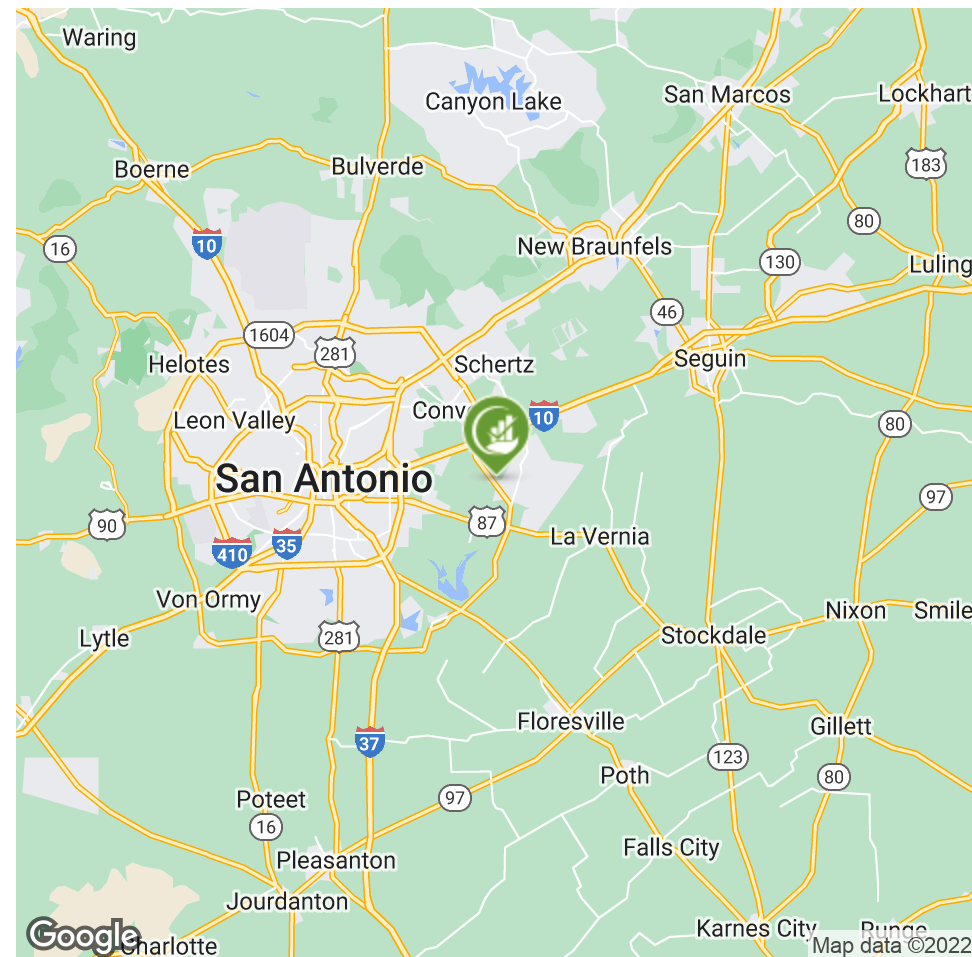 Waring
Canyon Lake
San Marcos
Lockhart
Boerne
Bulverde
183
80
10
16
New Braunfels
130
Luling
46
1604
281
Helotes
Schertz
Seguin
Leon Valley
Conv
10
80
San Antonio
97
90
87
35
410
La Vernia
Von Ormy
Nixon
Smile
Lytle
281
Stockdale
Floresville
Gillett
37
123
Poth
80
Poteet
97
16
Falls City
Pleasanton
Jourdanton
Karnes City
Runge
Google
Charlotte
Map data ©2022